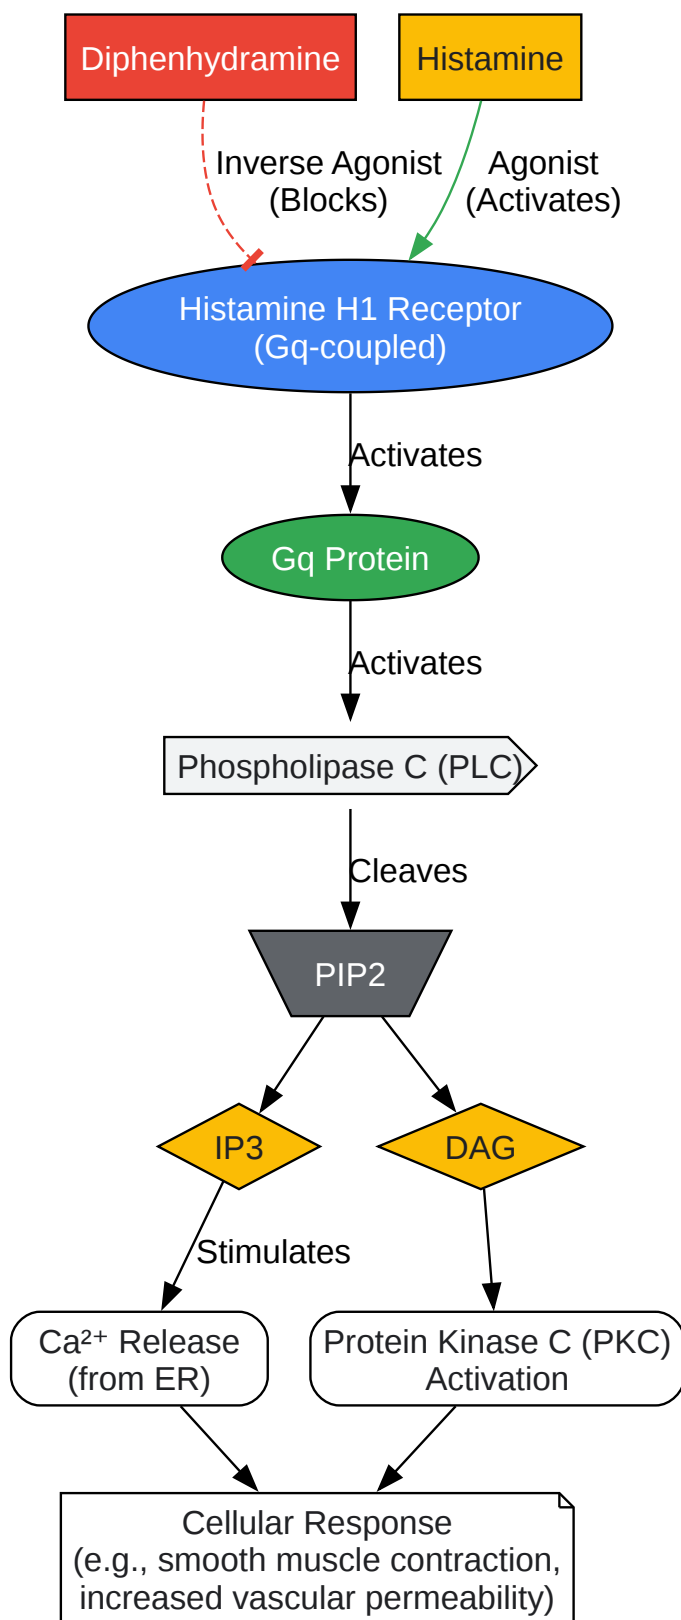 Diphenhydramine
Histamine
Inverse Agonist
(Blocks)
Agonist
(Activates)
Histamine H1 Receptor
(Gq-coupled)
Activates
Gq Protein
Activates
Phospholipase C (PLC)
Cleaves
PIP2
IP3
DAG
Stimulates
Ca²⁺ Release
(from ER)
Protein Kinase C (PKC)
Activation
Cellular Response
(e.g., smooth muscle contraction,
increased vascular permeability)